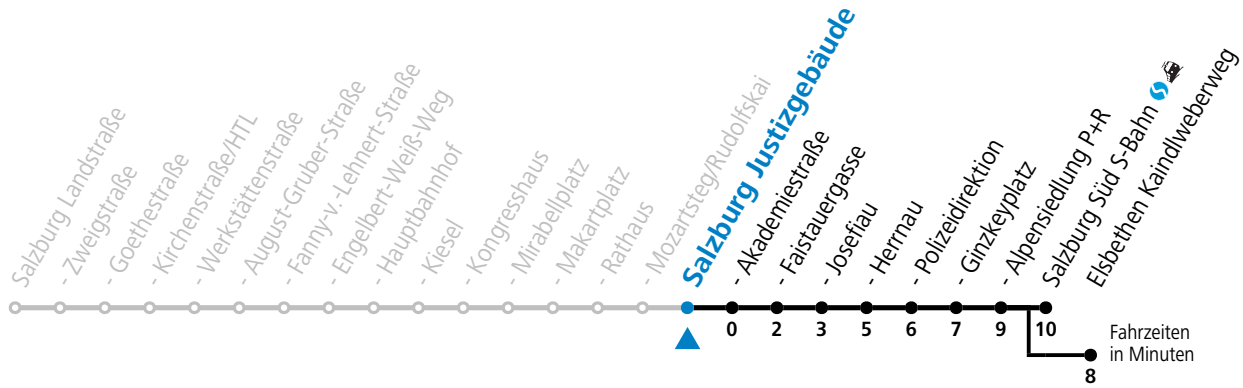 Salzburg Landstraße
- Zweigstraße
- Goethestraße
- Kirchenstraße/HTL
- Werkstättenstraße
- August-Gruber-Straße
- Fanny-v.-Lehnert-Straße
- Engelbert-Weiß-Weg
- Hauptbahnhof
- Kiesel
- Kongresshaus
- Mirabellplatz
- Makartplatz
- Rathaus
- Mozartsteg/Rudolfskai
Salzburg Justizgebäude
- Akademiestraße
- Faistauergasse
- Josefiau
- Herrnau
- Polizeidirektion
- Ginzkeyplatz
- Alpensiedlung P+R
Salzburg Süd S-Bahn
Elsbethen Kaindlweberweg
0 2 3 5 6 7 9 10
Fahrzeiten
in Minuten
8